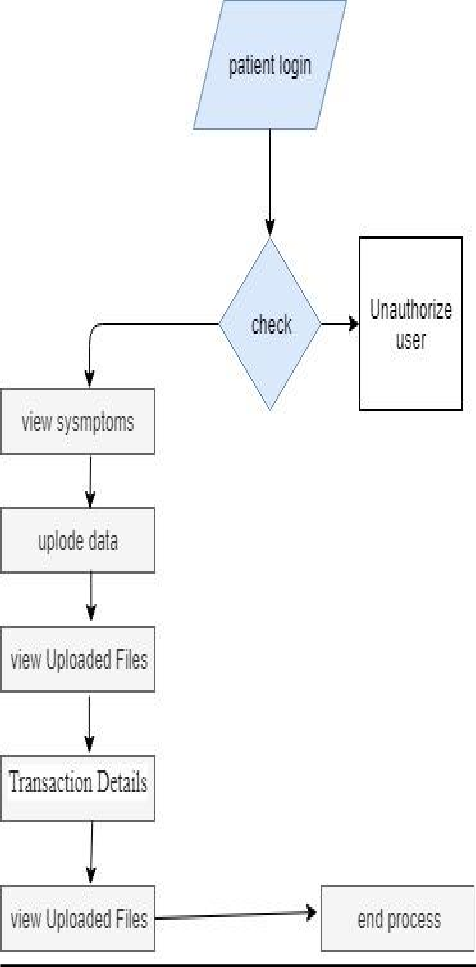 patient login
check
Unauthorize
user
view sysmptoms
uplode data
view Uploaded Files
Transaction Details
view Uploaded Files
end process